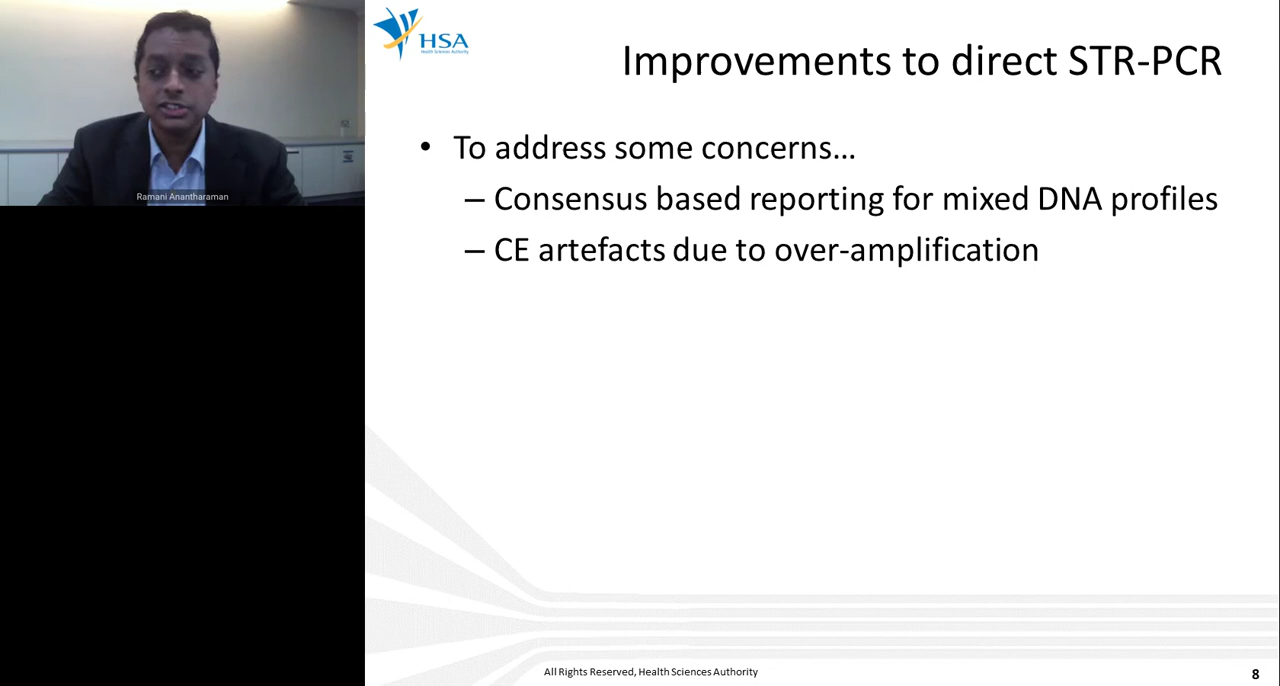 Ramani Anantharaman
HSA
Health Sciences Authority
Improvements to direct STR-PCR
• To address some concerns...
– Consensus based reporting for mixed DNA profiles
– CE artefacts due to over-amplification
All Rights Reserved, Health Sciences Authority
8